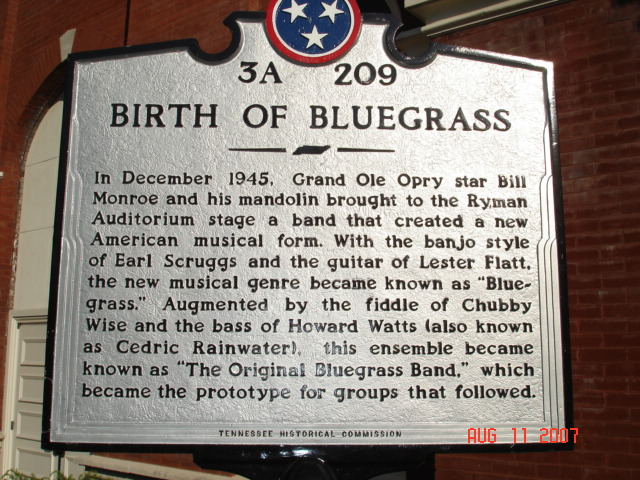 3A 209
BIRTH OF BLUEGRASS
In December 1945, Grand Ole Opry star Bill
Monroe and his mandolin brought to the Ryman
Auditorium stage a band that created a new
American musical form. With the banjo style
of Earl Scruggs and the guitar of Lester Flatt,
the new musical genre became known as "Blue-
grass." Augmented by the fiddle of Chubby
Wise and the bass of Howard Watts (also known
as Cedric Rainwater), this ensemble became
known as "The Original Bluegrass Band," which
became the prototype for groups that followed.
TENNESSEE HISTORICAL COMMISSION
AUG 11 2007